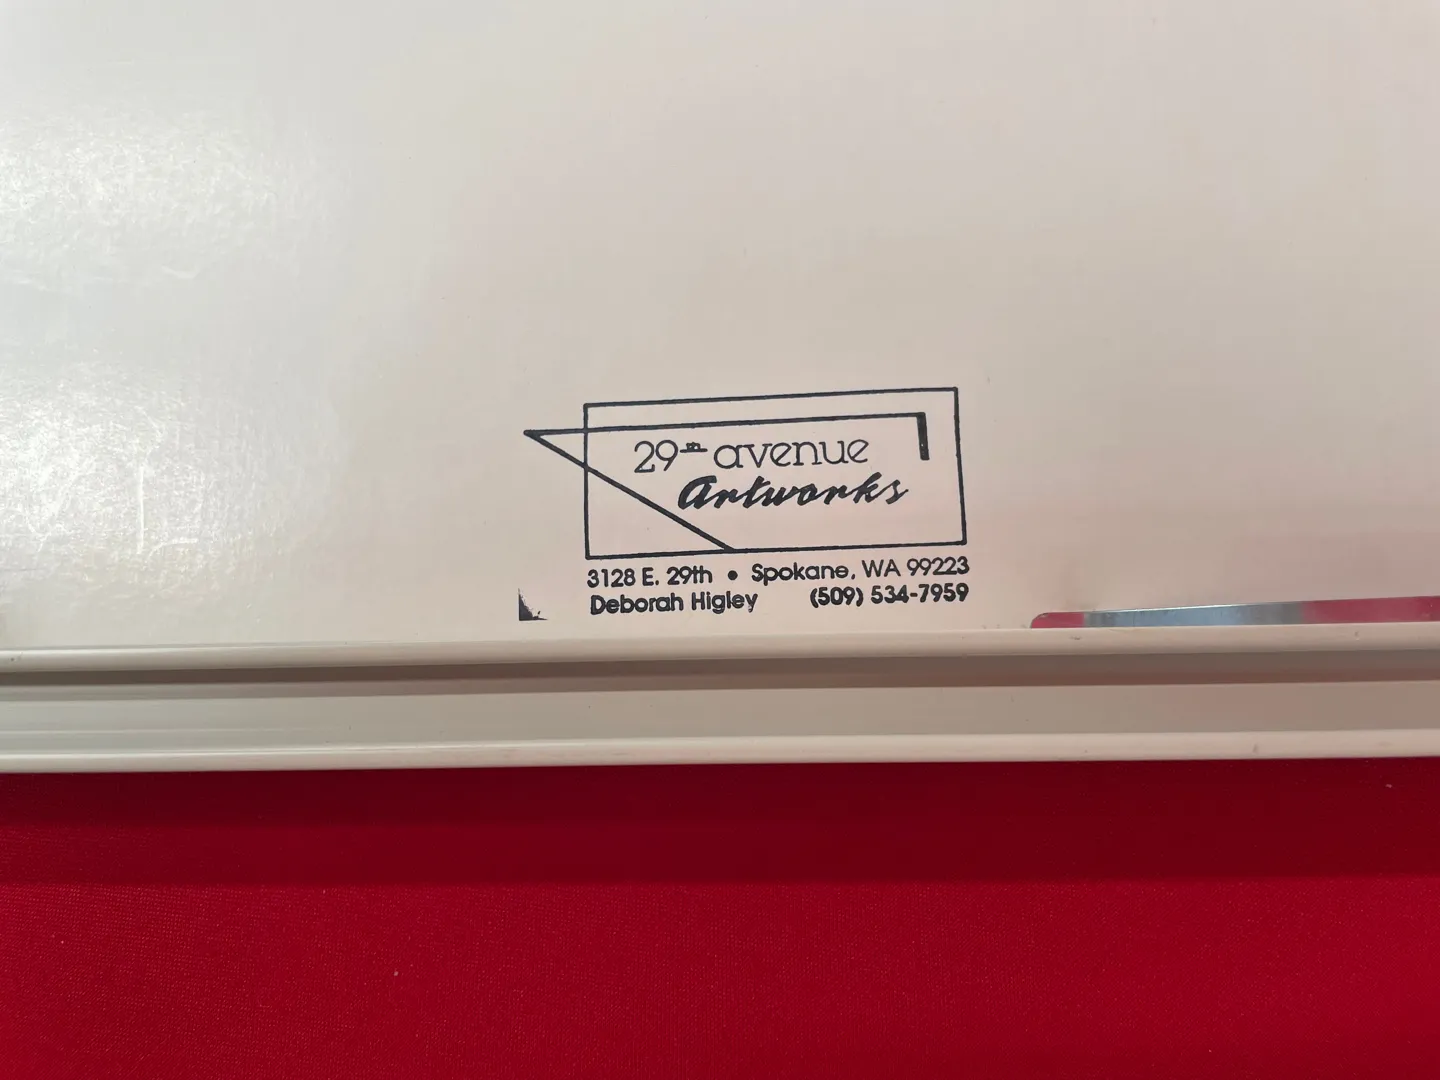 29th avenue
Artworks
3128 E. 29th • Spokane, WA 99223
Deborah Higley (509) 534-7959